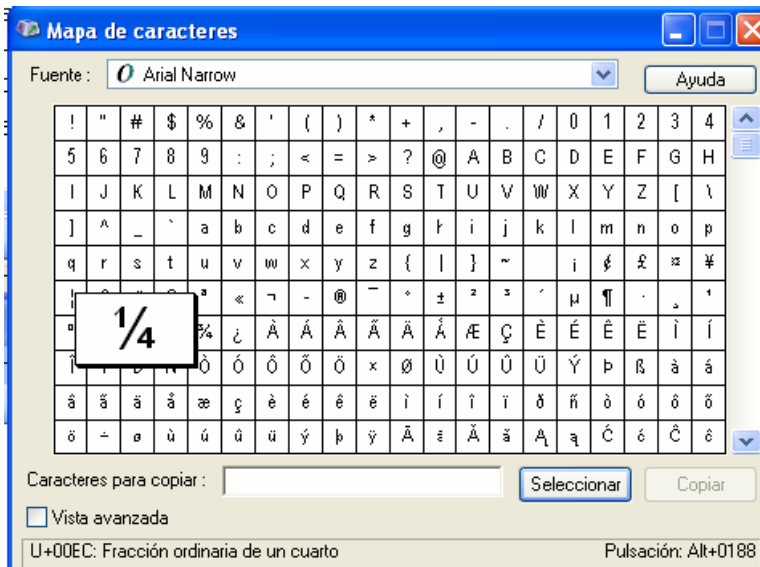 Mapa de caracteres
Fuente : O Arial Narrow Ayuda
! " # $ % & ' ( ) * + , - . / 0 1 2 3 4
5 6 7 8 9 : ; < = > ? @ A B C D E F G H
I J K L M N O P Q R S T U V W X Y Z [ \
] ^ _ ` a b c d e f g h i j k l m n o p
q r s t u v w x y z { | } ~ ¡ ¢ £ ¤ ¥
ª « ¬ - ® ¯ ° ± ² ³ ´ µ ¶ · ¸ ¹
º ¼ ¾ ¿ À Á Â Ã Ä Å Æ Ç È É Ê Ë Ì Í
Î Ò Ó Ô Õ Ö × Ø Ù Ú Û Ü Ý Þ ß à á
â ã ä å æ ç è é ê ë ì í î ï ð ñ ò ó ô õ
ö ÷ ø ù ú û ü ý þ ÿ Ā ā Ă ă Ą ą Ć ć Ĉ ĉ
Caracteres para copiar : Seleccionar Copiar
Vista avanzada
U+00EC: Fracción ordinaria de un cuarto Pulsación: Alt+0188